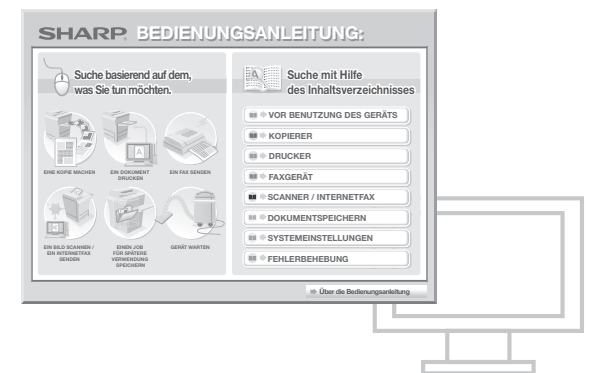 SHARP BEDIENUNGSANLEITUNG:
Suche basierend auf dem,
was Sie tun möchten.
EINE KOPIE MACHEN
EIN DOKUMENT
DRUCKEN
EIN FAX SENDEN
EIN BILD SCANNEN /
EIN INTERNETFAX
SENDEN
EINEN JOB
FÜR SPÄTERE
VERWENDUNG
SPEICHERN
GERÄT WARTEN
A
Suche mit Hilfe
des Inhaltsverzeichnisses
VOR BENUTZUNG DES GERÄTS
KOPIERER
DRUCKER
FAXGERÄT
SCANNER / INTERNETFAX
DOKUMENTSPEICHERN
SYSTEMEINSTELLUNGEN
FEHLERBEHEBUNG
Über die Bedienungsanleitung